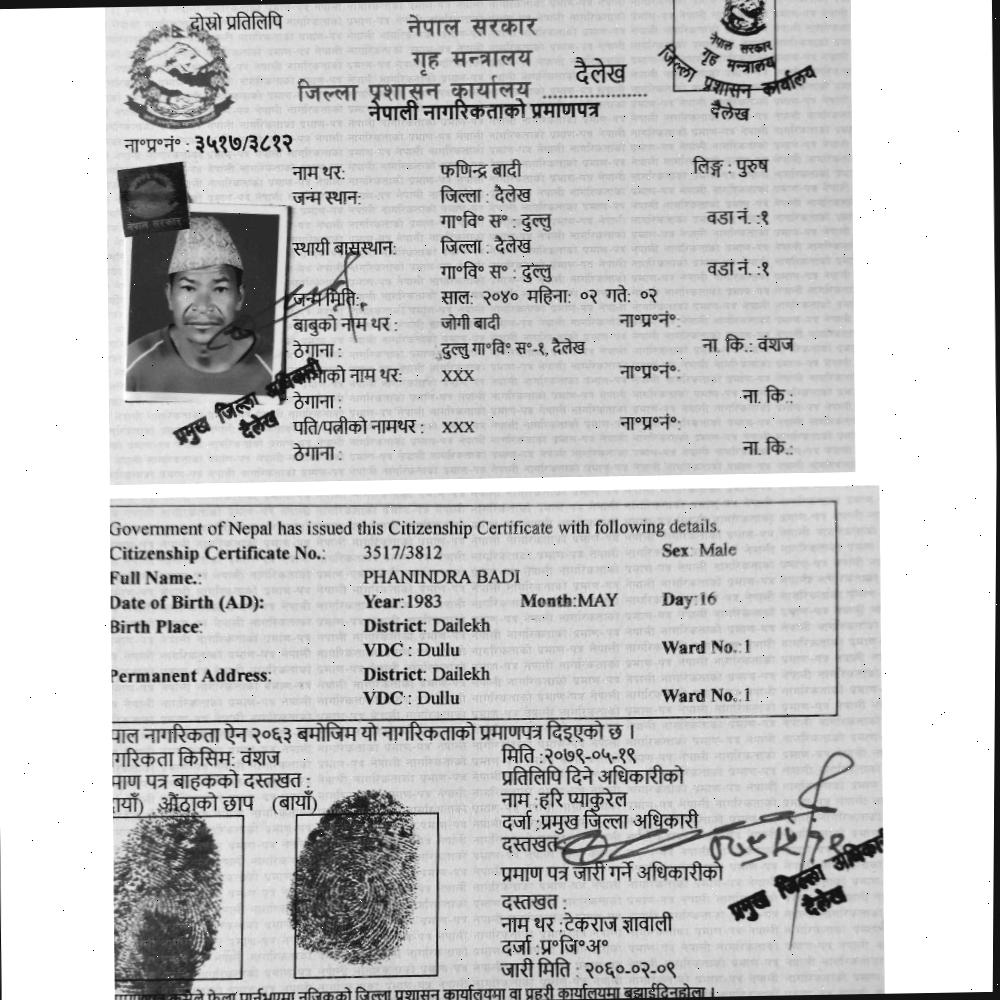 दोस्रो प्रतिलिपि
नेपाल सरकार
गृह मन्त्रालय
जिल्ला प्रशासन कार्यालय .................... दैलेख
नेपाली नागरिकताको प्रमाणपत्र
नेपाल सरकार
गृह मन्त्रालय
जिल्ला प्रशासन कार्यालय
दैलेख
ना॰प्र॰नं॰ : ३५१७/३८१२
नेपाल सरकार
नाम थर: फणिन्द्र बादी लिङ्ग : पुरुष
जन्म स्थान: जिल्ला : दैलेख
गा॰वि॰ स॰ : दुल्लु वडा नं. :१
स्थायी बासस्थान: जिल्ला : दैलेख
गा॰वि॰ स॰ : दुल्लु वडा नं. :१
जन्म मिति: साल: २०४० महिना: ०२ गते: ०२
बाबुको नाम थर : जोगी बादी ना॰प्र॰नं॰:
ठेगाना : दुल्लु गा॰वि॰ स॰-१, दैलेख ना. कि.: वंशज
नाम थर: XXX ना॰प्र॰नं॰:
ठेगाना : ना. कि.:
पति/पत्नीको नामथर : XXX ना॰प्र॰नं॰:
ठेगाना : ना. कि.:
प्रमुख जिल्ला अधिकारी
दैलेख
Government of Nepal has issued this Citizenship Certificate with following details.
Citizenship Certificate No.: 3517/3812 Sex: Male
Full Name.: PHANINDRA BADI
Date of Birth (AD): Year:1983 Month:MAY Day:16
Birth Place: District: Dailekh
VDC : Dullu Ward No.:1
Permanent Address: District: Dailekh
VDC : Dullu Ward No.:1
पाल नागरिकता ऐन २०६३ बमोजिम यो नागरिकताको प्रमाणपत्र दिइएको छ ।
गरिकता किसिम: वंशज
माण पत्र बाहकको दस्तखत :
दायाँ) औंठाको छाप (बायाँ)
मिति :२०७९-०५-१९
प्रतिलिपि दिने अधिकारीको
नाम :हरि प्याकुरेल
दर्जा :प्रमुख जिल्ला अधिकारी
दस्तखत
प्रमाण पत्र जारी गर्ने अधिकारीको
दस्तखत :
नाम थर :टेकराज ज्ञावाली
दर्जा :प्र॰जि॰अ॰
जारी मिति : २०६०-०२-०९
प्रमुख जिल्ला अधिकारी
दैलेख
फेला पार्नुभएमा नजिकको जिल्ला प्रशासन कार्यालयमा वा प्रहरी कार्यालयमा बुझाईदिनुहोला ।